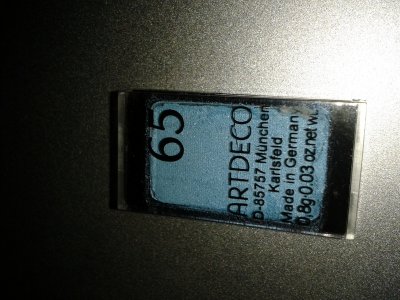 65
ARTDECO
D-85757 München
Karlsfeld
Made in Germany
0,8g·0.03 oz.net wt.